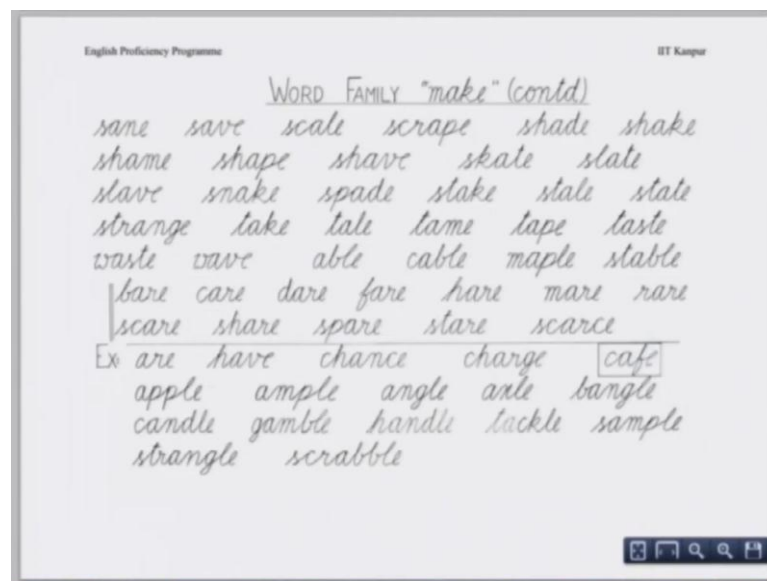 English Proficiency Programme IIT Kanpur
WORD FAMILY "make" (contd)
sane save scale scrape shade shake
shame shape shave skate slate
slave snake spade stake stale state
strange take tale tame tape taste
waste wave able cable maple stable
bare care dare fare hare mare rare
scare share spare stare scarce
Ex: are have chance change cafe
apple ample angle axle bangle
candle gamble handle tackle sample
strangle scrabble